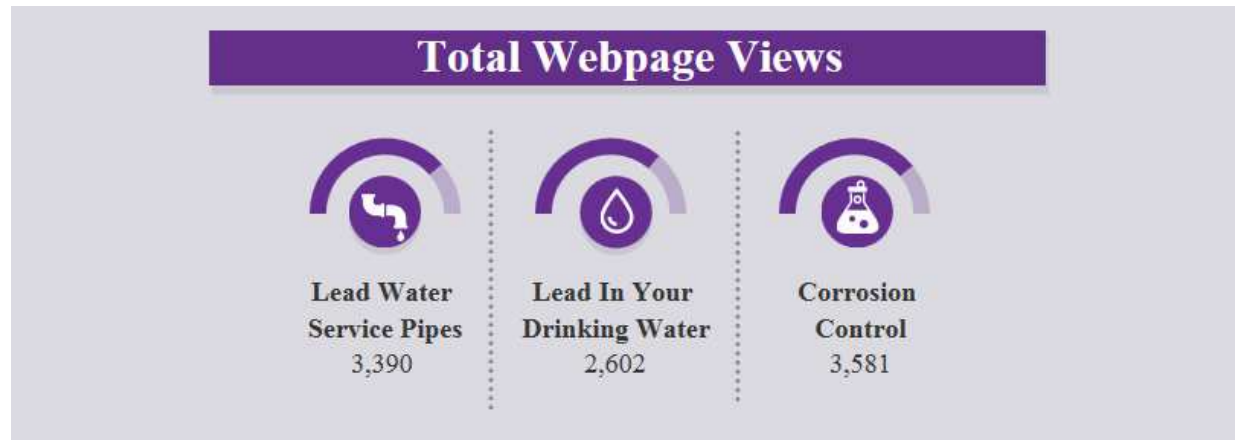 Total Webpage Views
Lead Water
Service Pipes
3,390
Lead In Your
Drinking Water
2,602
Corrosion
Control
3,581